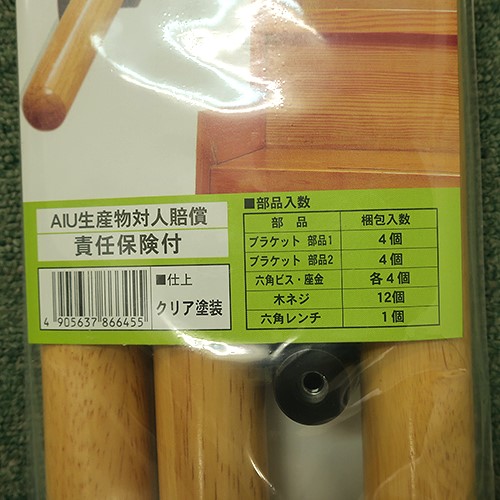 AIU生産物対人賠償
責任保険付
■仕上
クリア塗装
4 905637 866455
■部品入数
部 品 梱包入数
ブラケット 部品1 4個
ブラケット 部品2 4個
六角ビス・座金 各4個
木ネジ 12個
六角レンチ 1個